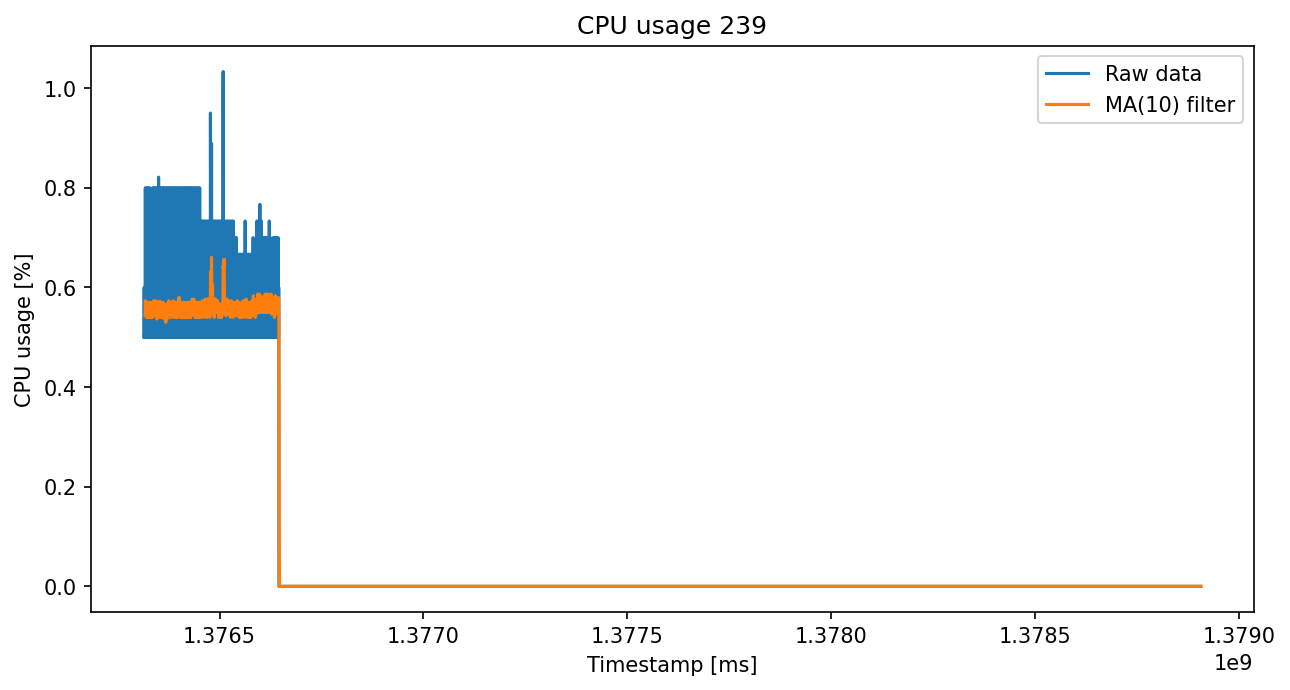 CPU usage 239
Raw data
MA(10) filter
CPU usage [%]
1.0
0.8
0.6
0.4
0.2
0.0
1.3765 1.3770 1.3775 1.3780 1.3785 1.3790
1e9
Timestamp [ms]